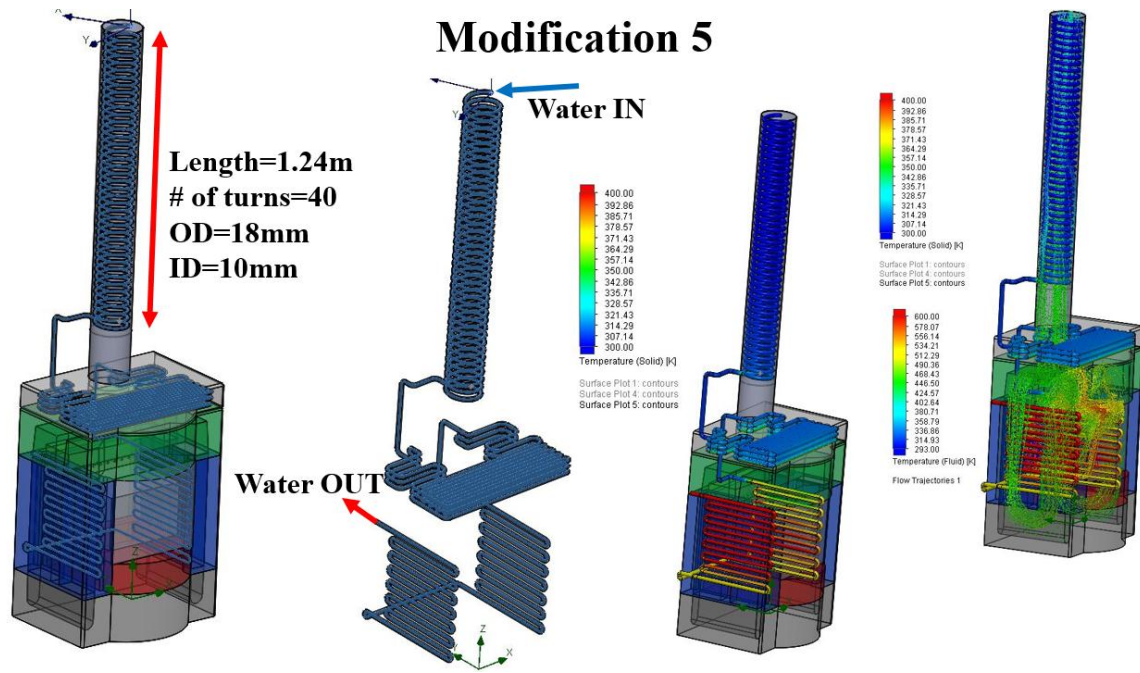 Modification 5
X
Y
Length=1.24m
# of turns=40
OD=18mm
ID=10mm
Z
Water IN
Y
Water OUT
Z
Y
X
400.00
392.86
385.71
378.57
371.43
364.29
357.14
350.00
342.86
335.71
328.57
321.43
314.29
307.14
300.00
Temperature (Solid) [K]
Surface Plot 1: contours
Surface Plot 4: contours
Surface Plot 5: contours
400.00
392.86
385.71
378.57
371.43
364.29
357.14
350.00
342.86
335.71
328.57
321.43
314.29
307.14
300.00
Temperature (Solid) [K]
Surface Plot 1: contours
Surface Plot 4: contours
Surface Plot 5: contours
600.00
578.07
556.14
534.21
512.29
490.36
468.43
446.50
424.57
402.64
380.71
358.79
336.86
314.93
293.00
Temperature (Fluid) [K]
Flow Trajectories 1